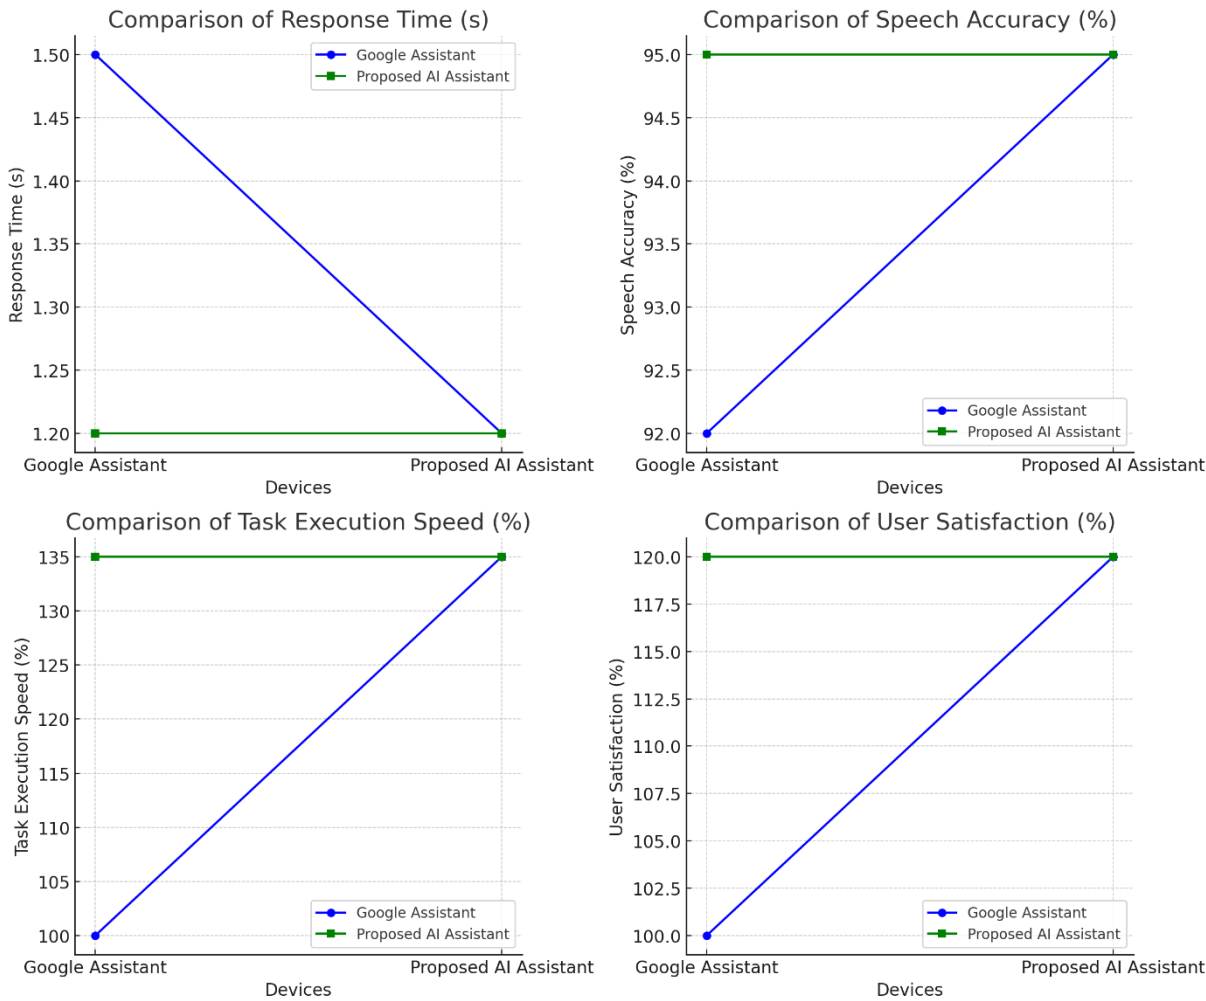 Comparison of Response Time (s)
Google Assistant
Proposed AI Assistant
1.50
1.45
1.40
1.35
1.30
1.25
1.20
Response Time (s)
Google Assistant
Proposed AI Assistant
Devices
Comparison of Speech Accuracy (%)
95.0
94.5
94.0
93.5
93.0
92.5
92.0
Speech Accuracy (%)
Google Assistant
Proposed AI Assistant
Google Assistant
Proposed AI Assistant
Devices
Comparison of Task Execution Speed (%)
135
130
125
120
115
110
105
100
Task Execution Speed (%)
Google Assistant
Proposed AI Assistant
Google Assistant
Proposed AI Assistant
Devices
Comparison of User Satisfaction (%)
120.0
117.5
115.0
112.5
110.0
107.5
105.0
102.5
100.0
User Satisfaction (%)
Google Assistant
Proposed AI Assistant
Google Assistant
Proposed AI Assistant
Devices